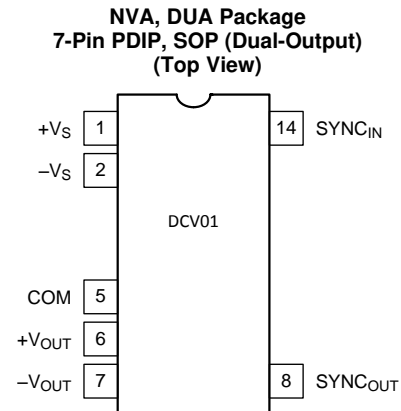 NVA, DUA Package
7-Pin PDIP, SOP (Dual-Output)
(Top View)
+VS 1 14 SYNCIN
–VS 2
DCV01
COM 5
+VOUT 6
–VOUT 7 8 SYNCOUT